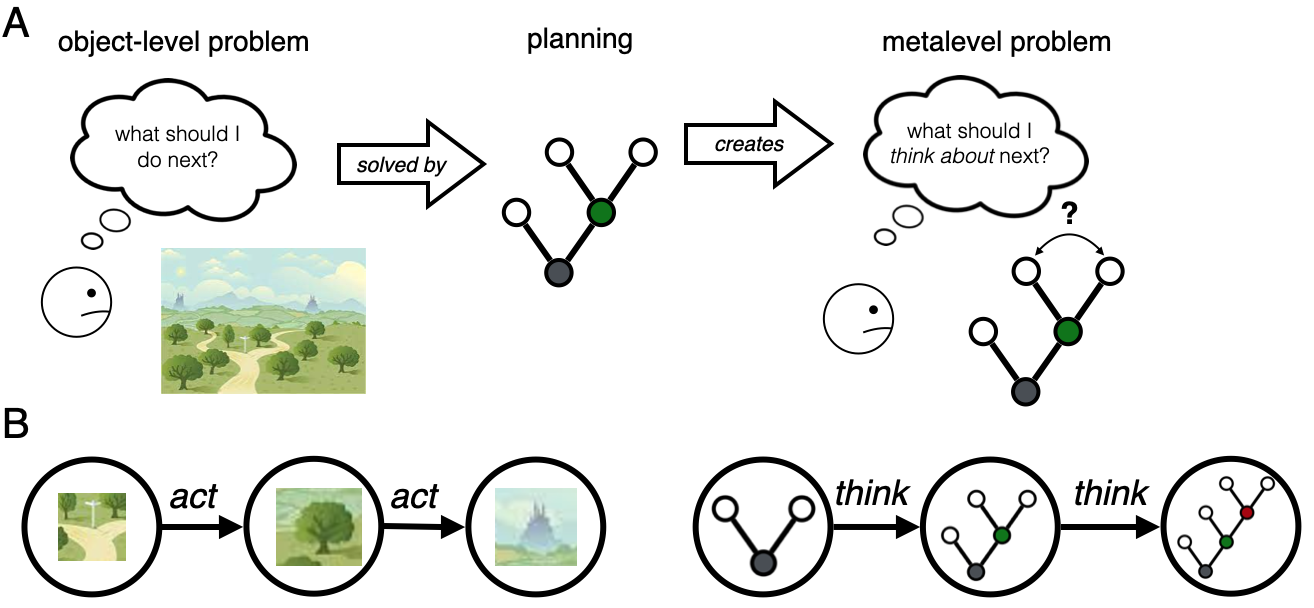 A
object-level problem
planning
metalevel problem
what should I
do next?
solved by
creates
what should I
think about next?
?
B
act
act
think
think